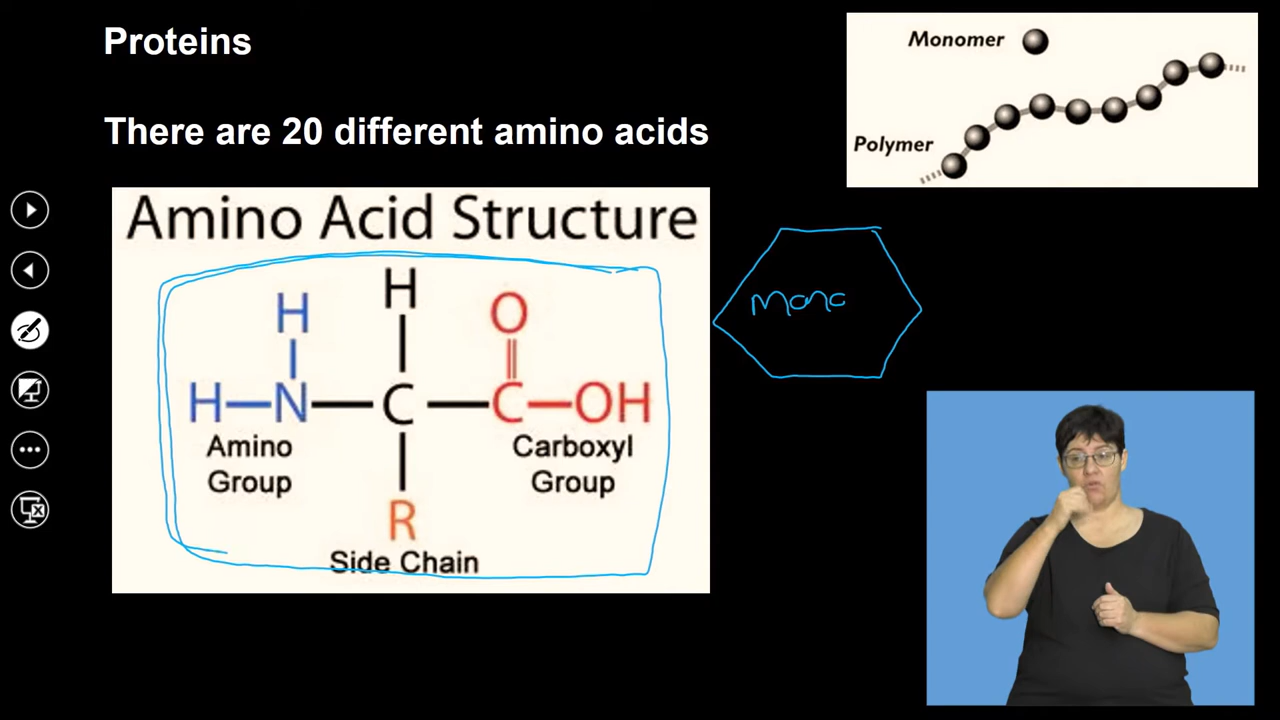 Proteins
There are 20 different amino acids
Monomer
Polymer
Amino Acid Structure
H
H
O
H N C C OH
Amino
Group
Carboxyl
Group
R
Side Chain
mono